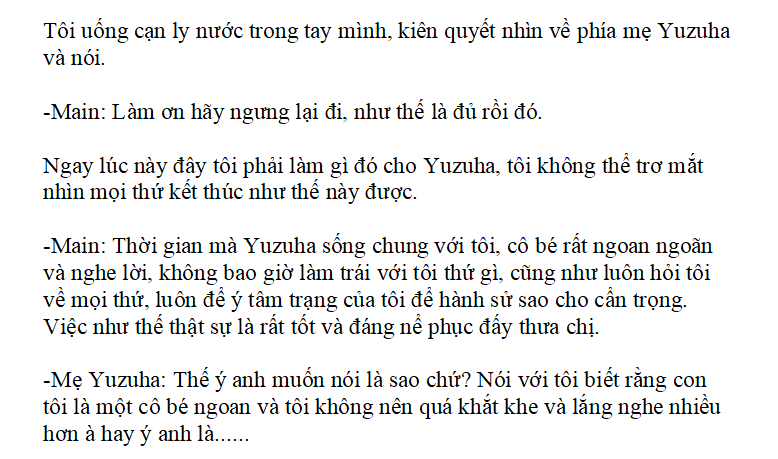 Tôi uống cạn ly nước trong tay mình, kiên quyết nhìn về phía mẹ Yuzuha
và nói.
-Main: Làm ơn hãy ngưng lại đi, như thế là đủ rồi đó.
Ngay lúc này đây tôi phải làm gì đó cho Yuzuha, tôi không thể trơ mắt
nhìn mọi thứ kết thúc như thế này được.
-Main: Thời gian mà Yuzuha sống chung với tôi, cô bé rất ngoan ngoãn
và nghe lời, không bao giờ làm trái với tôi thứ gì, cũng như luôn hỏi tôi
về mọi thứ, luôn để ý tâm trạng của tôi để hành sử sao cho cẩn trọng.
Việc như thế thật sự là rất tốt và đáng nể phục đấy thưa chị.
-Mẹ Yuzuha: Thế ý anh muốn nói là sao chứ? Nói với tôi biết rằng con
tôi là một cô bé ngoan và tôi không nên quá khắt khe và lắng nghe nhiều
hơn à hay ý anh là......